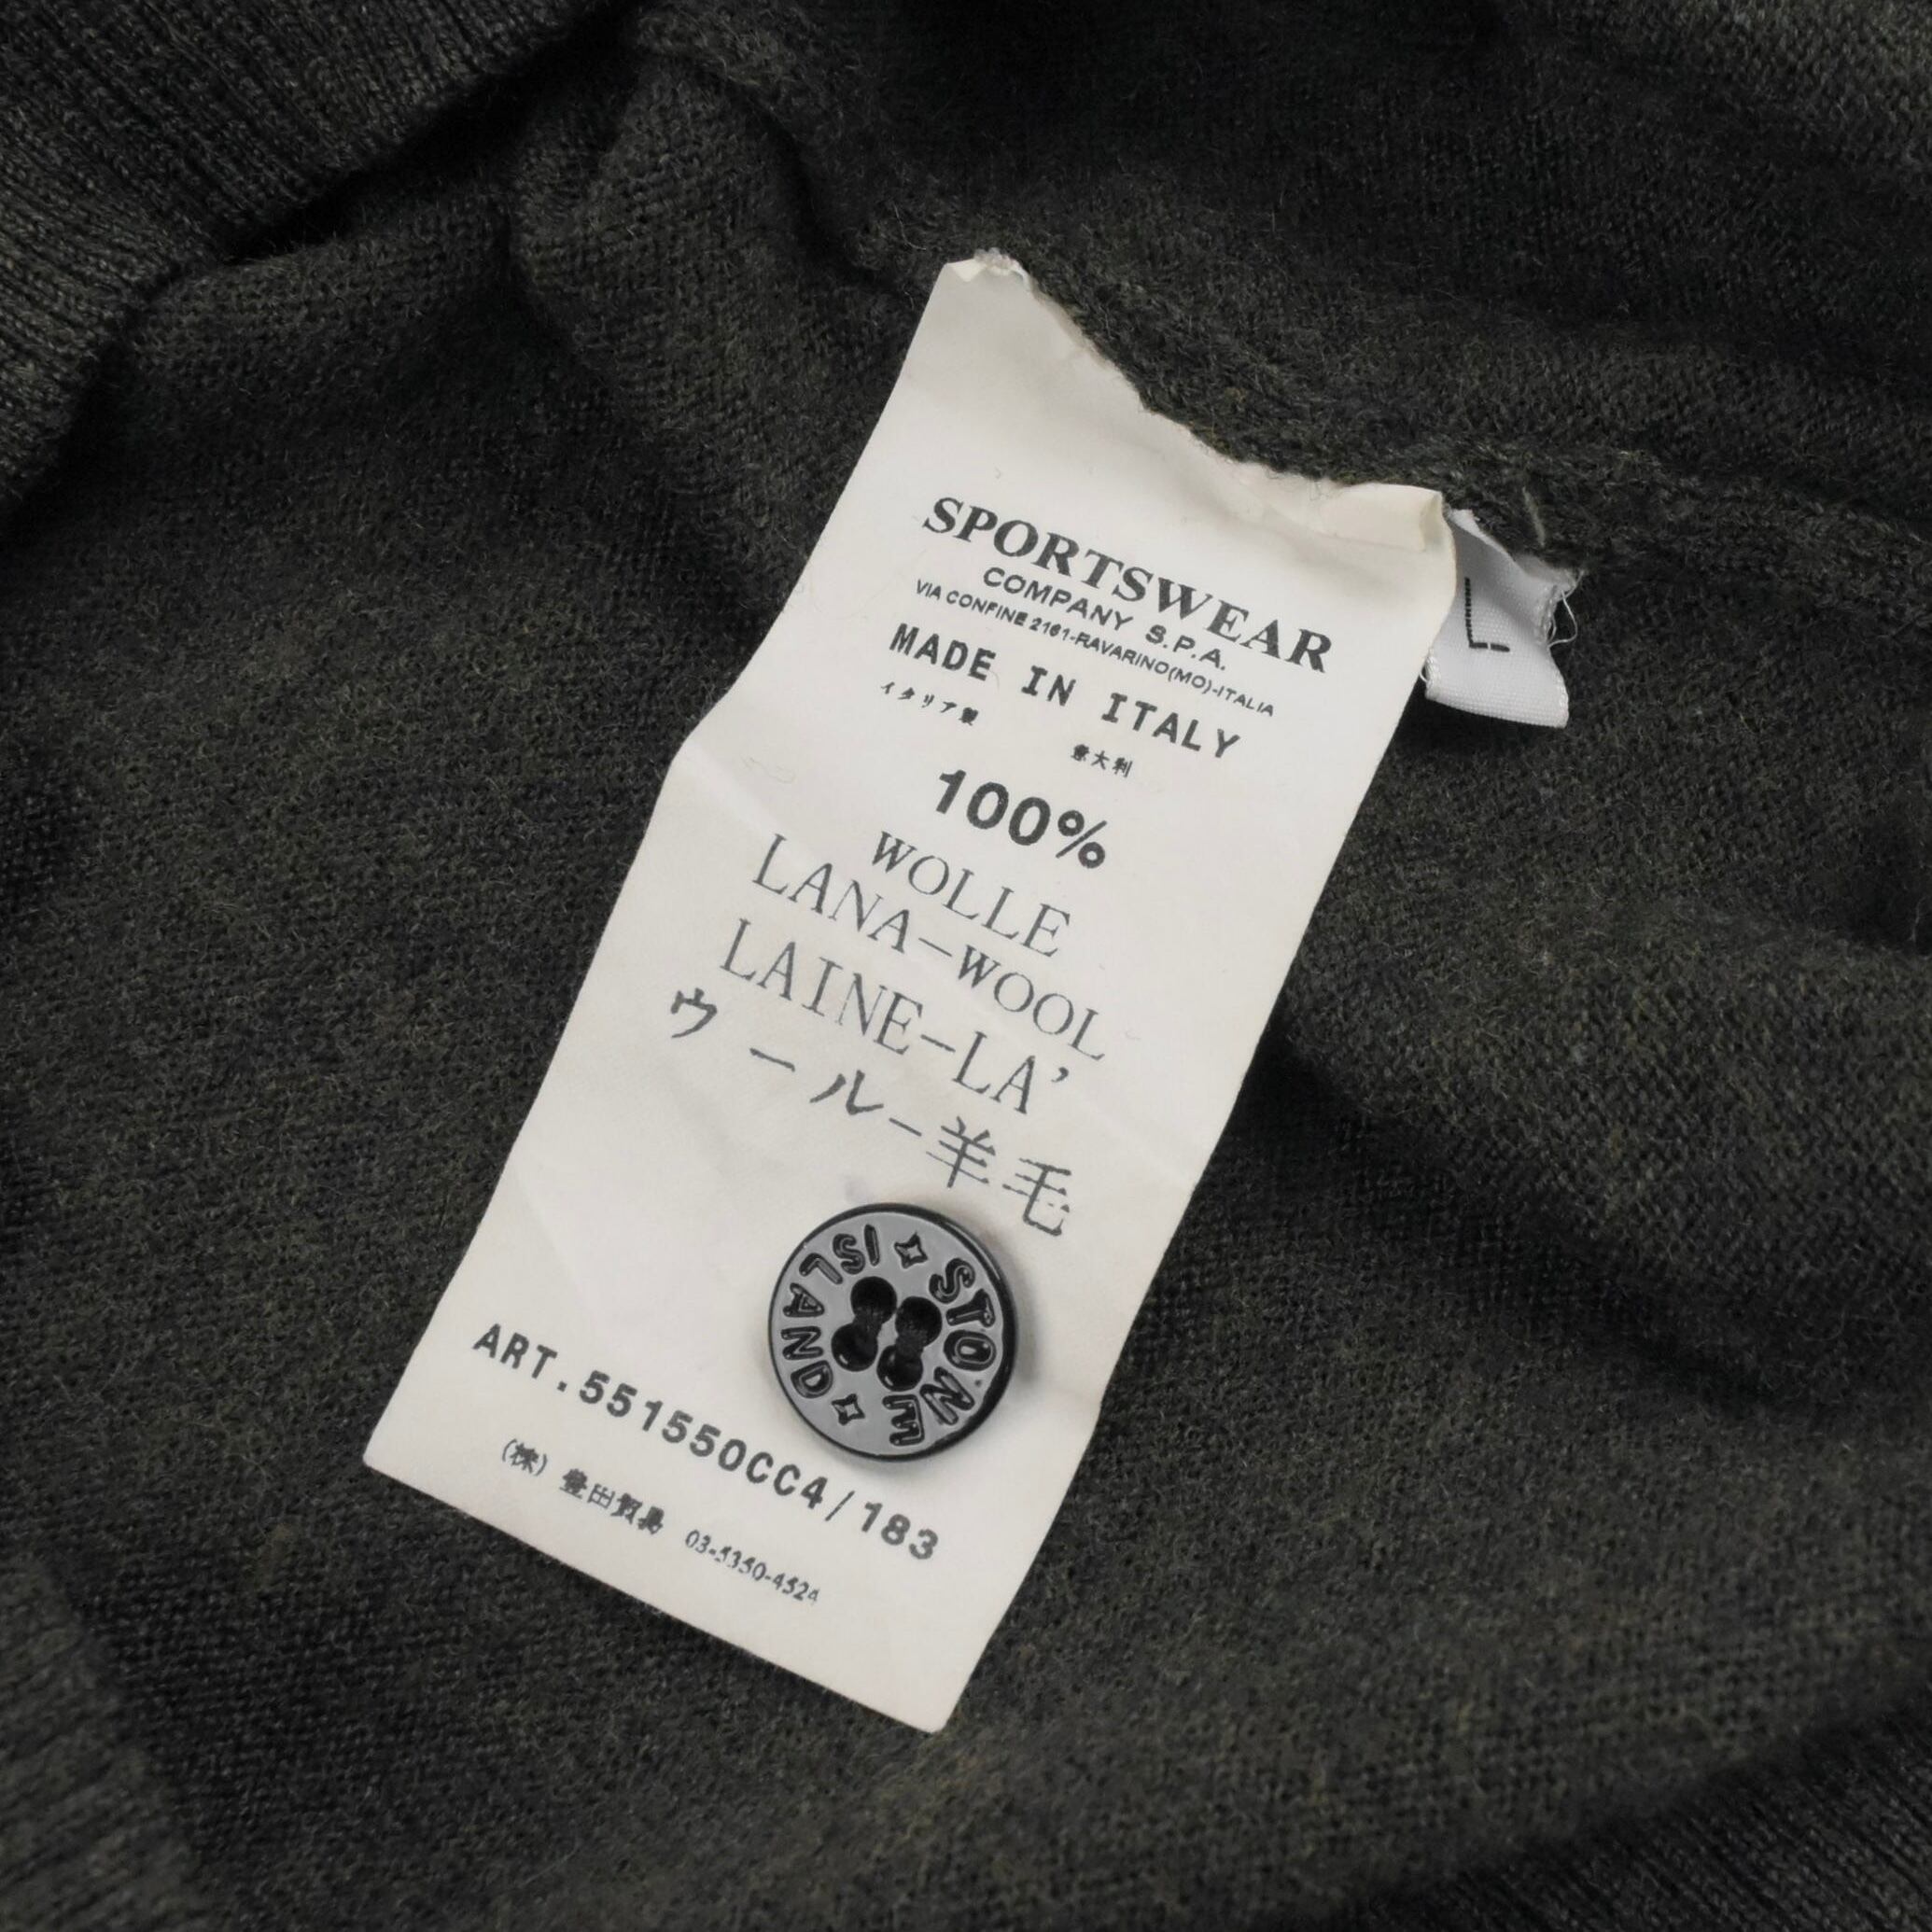 SPORTSWEAR
COMPANY S.P.A.
VIA CONFINE 2161-RAVARINO(MO)-ITALIA
MADE IN ITALY
イタリア製
意大利
100%
WOLLE
LANA-WOOL
LAINE-LA'
ウール-羊毛
STONE ISLAND
ART.551550CC4/183
(株) 豊田貿易 03-5350-4524
L